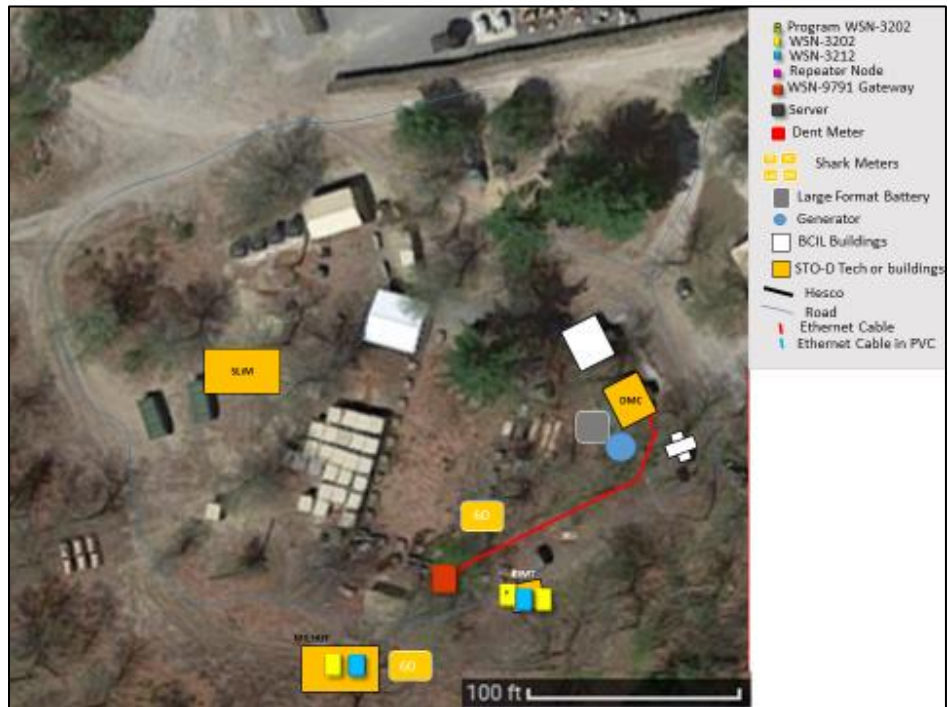 P Program WSN-3202
WSN-3202
WSN-3212
Repeater Node
WSN-9791 Gateway
Server
Dent Meter
Shark Meters
Large Format Battery
Generator
BCIL Buildings
STO-D Tech or buildings
Hesco
Road
Ethernet Cable
Ethernet Cable in PVC
SLIM
DMC
60
P
60
100 ft